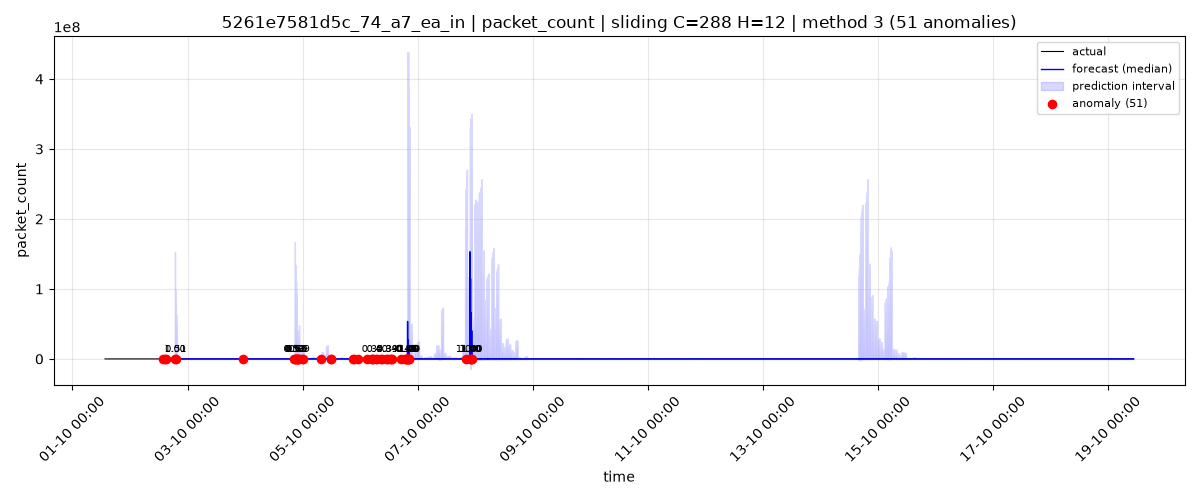 5261e7581d5c_74_a7_ea_in | packet_count | sliding C=288 H=12 | method 3 (51 anomalies)
1e8
actual
forecast (median)
prediction interval
anomaly (51)
4
3
2
1
0
packet_count
01-10 00:00
03-10 00:00
05-10 00:00
07-10 00:00
09-10 00:00
11-10 00:00
13-10 00:00
15-10 00:00
17-10 00:00
19-10 00:00
time